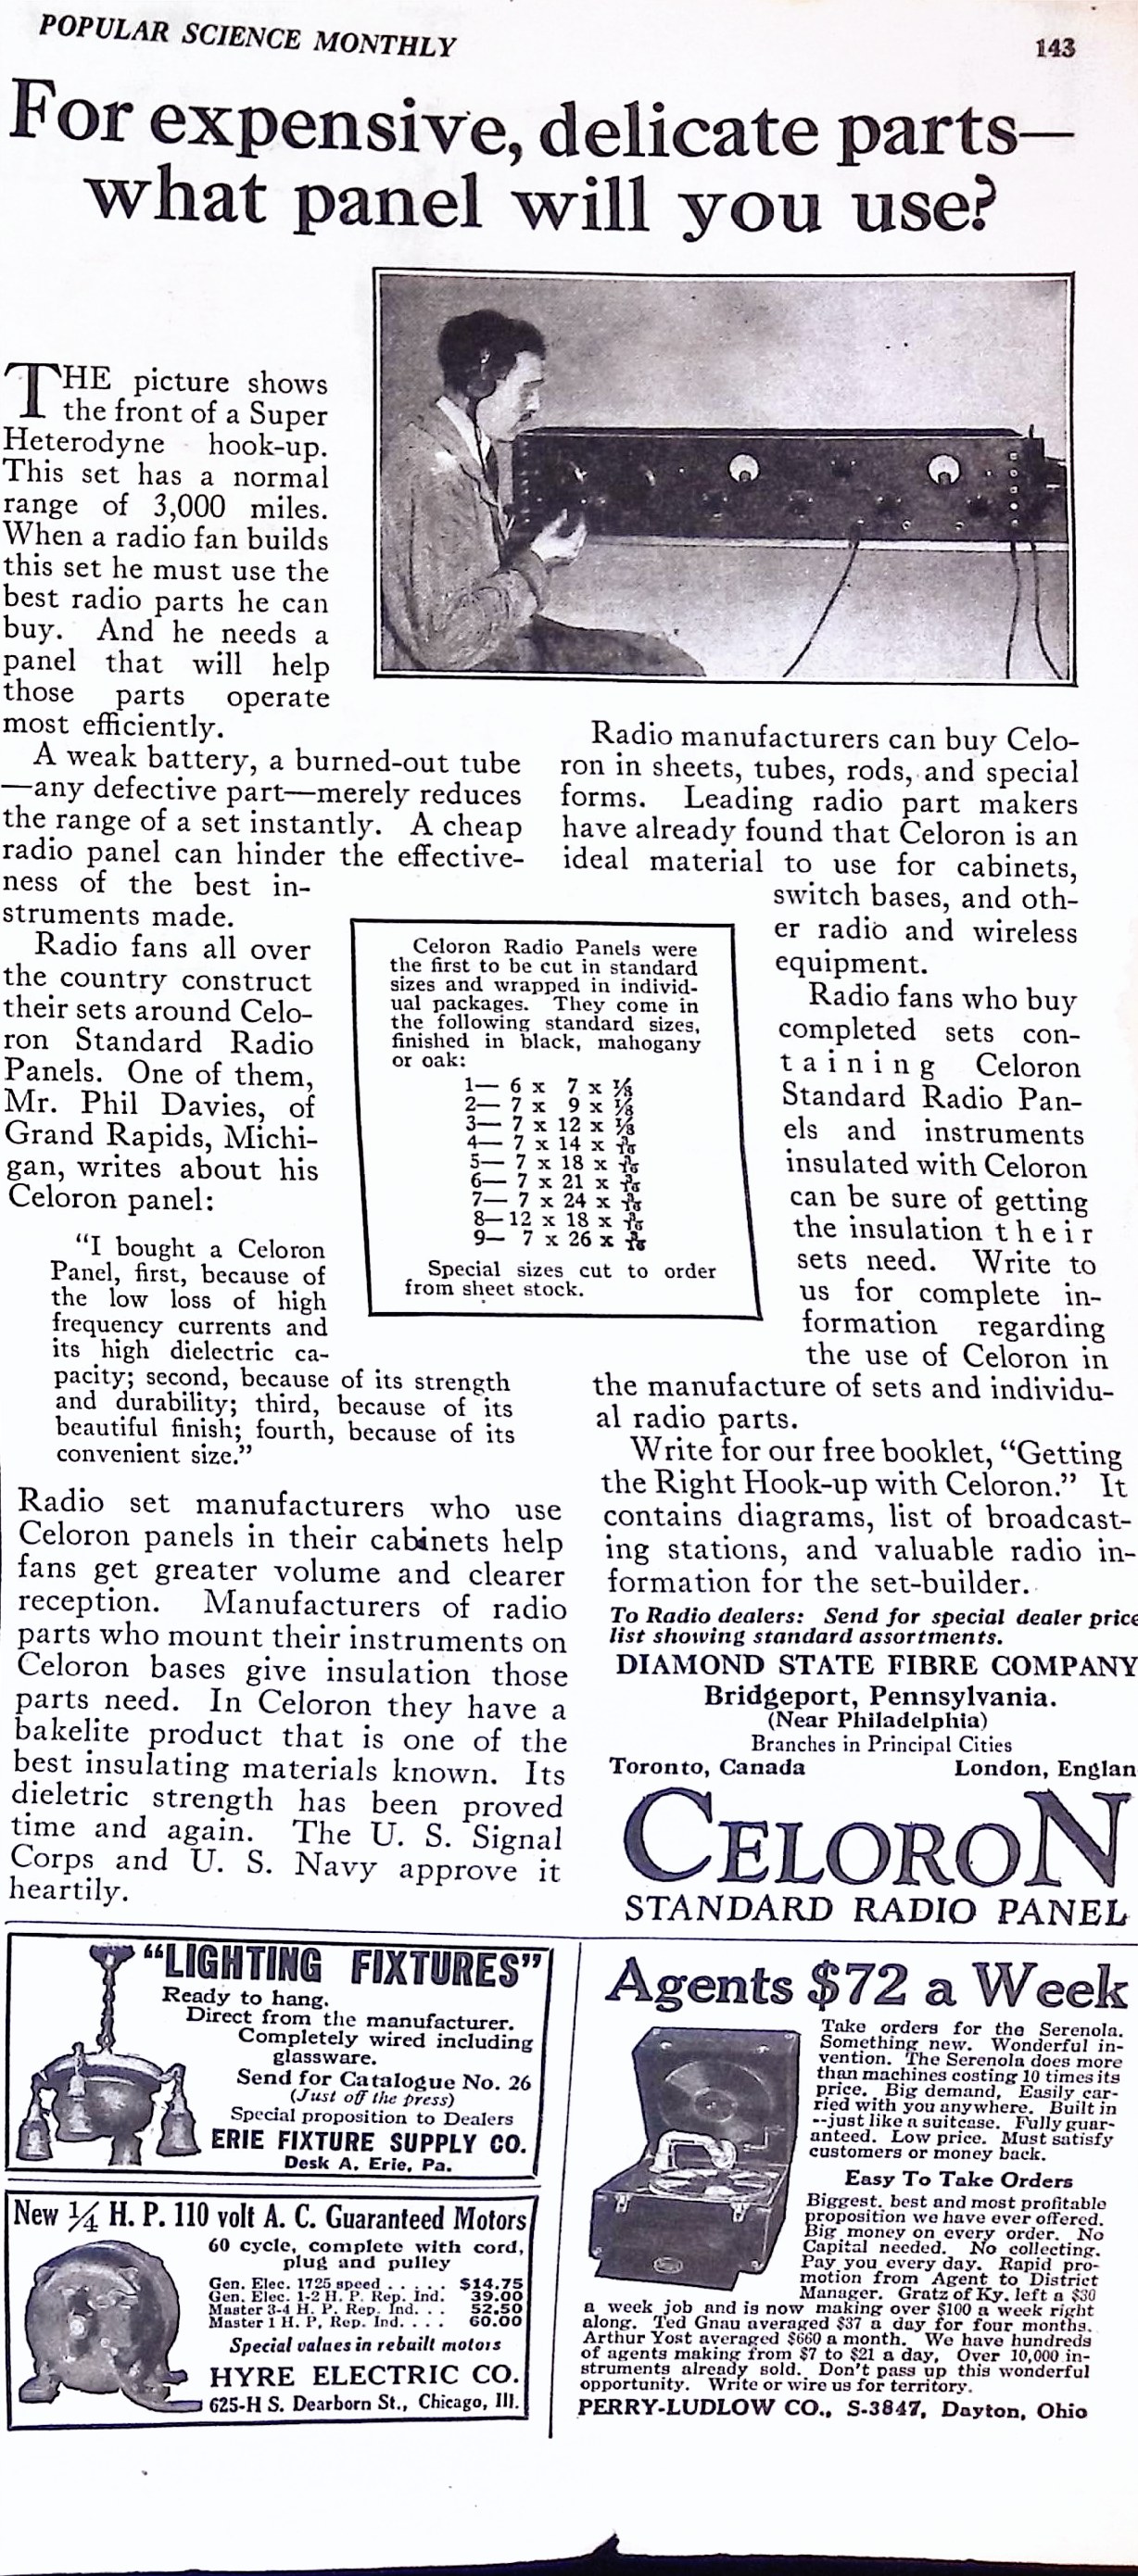 POPULAR SCIENCE MONTHLY
143
For expensive, delicate parts—
what panel will you use?
THE picture shows
the front of a Super
Heterodyne hook-up.
This set has a normal
range of 3,000 miles.
When a radio fan builds
this set he must use the
best radio parts he can
buy. And he needs a
panel that will help
those parts operate
most efficiently.
A weak battery, a burned-out tube
—any defective part—merely reduces
the range of a set instantly. A cheap
radio panel can hinder the effective-
ness of the best in-
struments made.
Radio fans all over
the country construct
their sets around Celo-
ron Standard Radio
Panels. One of them,
Mr. Phil Davies, of
Grand Rapids, Michi-
gan, writes about his
Celoron panel:
"I bought a Celoron
Panel, first, because of
the low loss of high
frequency currents and
its high dielectric ca-
pacity; second, because of its strength
and durability; third, because of its
beautiful finish; fourth, because of its
convenient size."
Radio set manufacturers who use
Celoron panels in their cabinets help
fans get greater volume and clearer
reception. Manufacturers of radio
parts who mount their instruments on
Celoron bases give insulation those
parts need. In Celoron they have a
bakelite product that is one of the
best insulating materials known. Its
dieletric strength has been proved
time and again. The U. S. Signal
Corps and U. S. Navy approve it
heartily.
Celoron Radio Panels were
the first to be cut in standard
sizes and wrapped in individ-
ual packages. They come in
the following standard sizes,
finished in black, mahogany
or oak:
1— 6 x 7 x ⅛
2— 7 x 9 x ⅛
3— 7 x 12 x ⅛
4— 7 x 14 x 3/16
5— 7 x 18 x 3/16
6— 7 x 21 x 3/16
7— 7 x 24 x 3/16
8—12 x 18 x 3/16
9— 7 x 26 x 3/16
Special sizes cut to order
from sheet stock.
Radio manufacturers can buy Celo-
ron in sheets, tubes, rods, and special
forms. Leading radio part makers
have already found that Celoron is an
ideal material to use for cabinets,
switch bases, and oth-
er radio and wireless
equipment.
Radio fans who buy
completed sets con-
taining Celoron
Standard Radio Pan-
els and instruments
insulated with Celoron
can be sure of getting
the insulation their
sets need. Write to
us for complete in-
formation regarding
the use of Celoron in
the manufacture of sets and individu-
al radio parts.
Write for our free booklet, "Getting
the Right Hook-up with Celoron." It
contains diagrams, list of broadcast-
ing stations, and valuable radio in-
formation for the set-builder.
To Radio dealers: Send for special dealer price
list showing standard assortments.
DIAMOND STATE FIBRE COMPANY
Bridgeport, Pennsylvania.
(Near Philadelphia)
Branches in Principal Cities
Toronto, Canada London, Englan
CELORON
STANDARD RADIO PANEL
"LIGHTING FIXTURES"
Ready to hang.
Direct from the manufacturer.
Completely wired including
glassware.
Send for Catalogue No. 26
(Just off the press)
Special proposition to Dealers
ERIE FIXTURE SUPPLY CO.
Desk A, Erie, Pa.
New ¼ H. P. 110 volt A. C. Guaranteed Motors
60 cycle, complete with cord,
plug and pulley
Gen. Elec. 1725 speed . . . . . $14.75
Gen. Elec. 1-2 H. P. Rep. Ind. 39.00
Master 3-4 H. P. Rep. Ind. . . 52.50
Master 1 H. P. Rep. Ind. . . . 60.00
Special values in rebuilt motors
HYRE ELECTRIC CO.
625-H S. Dearborn St., Chicago, Ill.
Agents $72 a Week
Take orders for the Serenola.
Something new. Wonderful in-
vention. The Serenola does more
than machines costing 10 times its
price. Big demand, Easily car-
ried with you anywhere. Built in
--just like a suitcase. Fully guar-
anteed. Low price. Must satisfy
customers or money back.
Easy To Take Orders
Biggest, best and most profitable
proposition we have ever offered.
Big money on every order. No
Capital needed. No collecting.
Pay you every day. Rapid pro-
motion from Agent to District
Manager. Gratz of Ky. left a $30
a week job and is now making over $100 a week right
along. Ted Gnau averaged $37 a day for four months.
Arthur Yost averaged $660 a month. We have hundreds
of agents making from $7 to $21 a day, Over 10,000 in-
struments already sold. Don't pass up this wonderful
opportunity. Write or wire us for territory.
PERRY-LUDLOW CO., S-3847, Dayton, Ohio